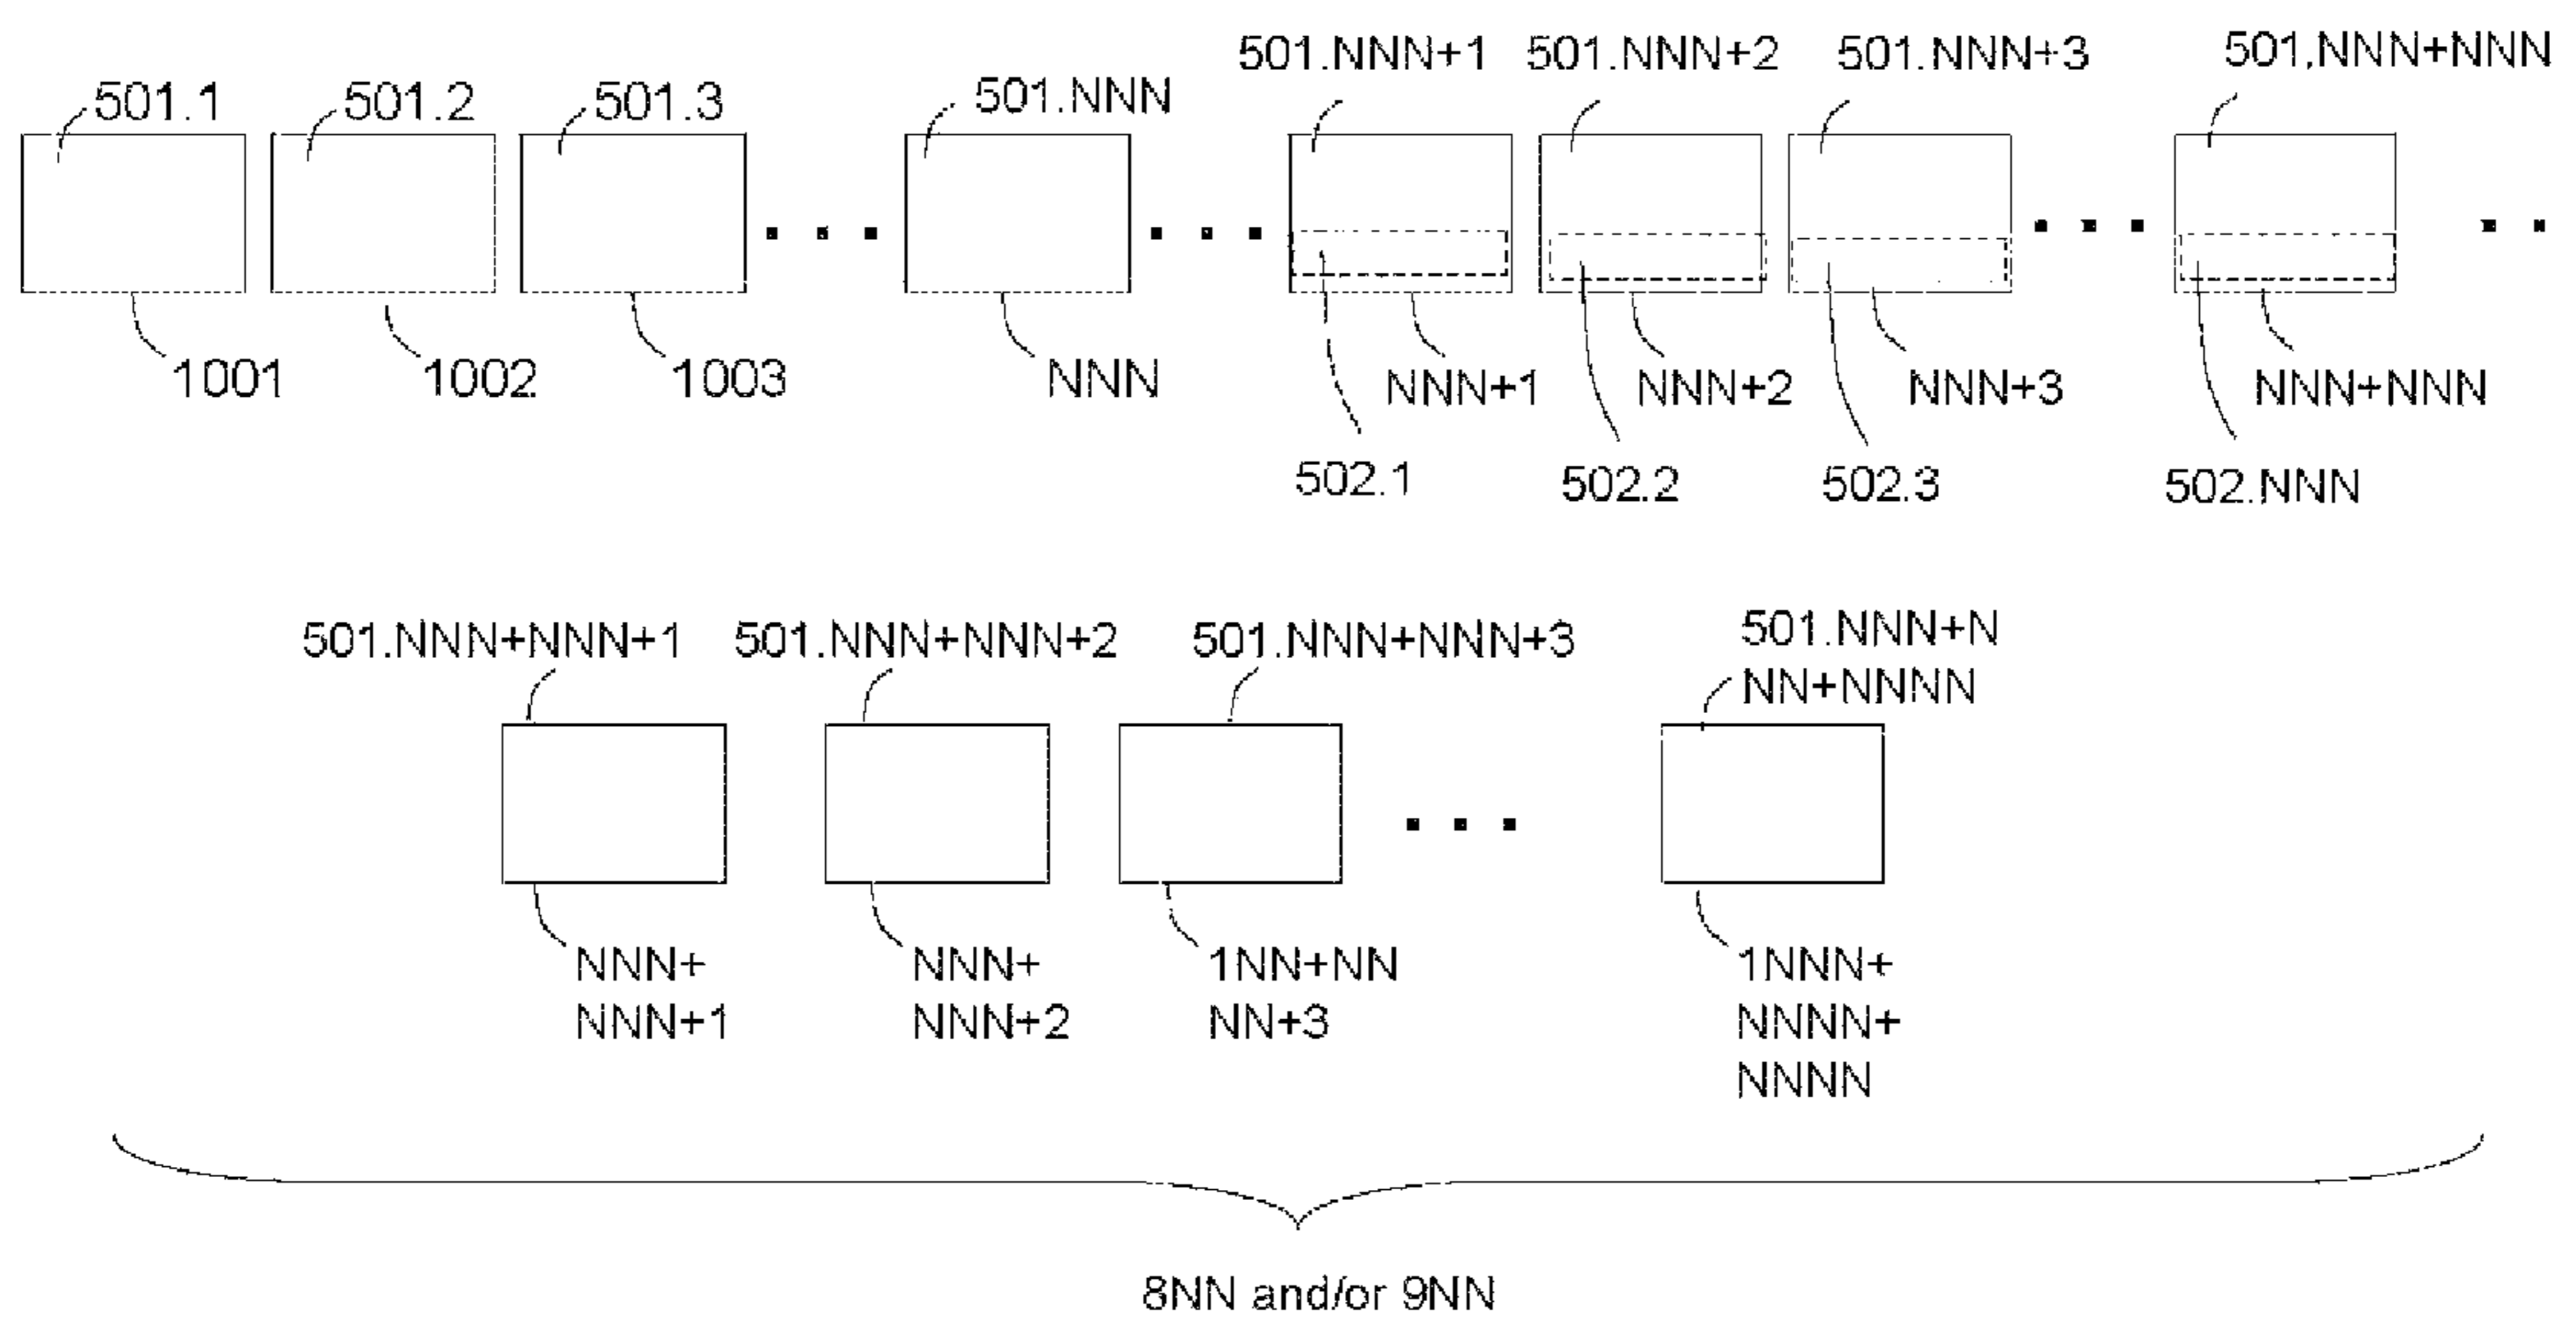 501.1 501.2 501.3 501.NNN 501.NNN+1 501.NNN+2 501.NNN+3 501.NNN+NNN
1001 1002 1003 NNN NNN+1 NNN+2 NNN+3 NNN+NNN
502.1 502.2 502.3 502.NNN
501.NNN+NNN+1 501.NNN+NNN+2 501.NNN+NNN+3 501.NNN+N
NN+NNNN
NNN+ NNN+ 1NN+NN 1NNN+
NNN+1 NNN+2 NN+3 NNNN+
NNNN
8NN and/or 9NN